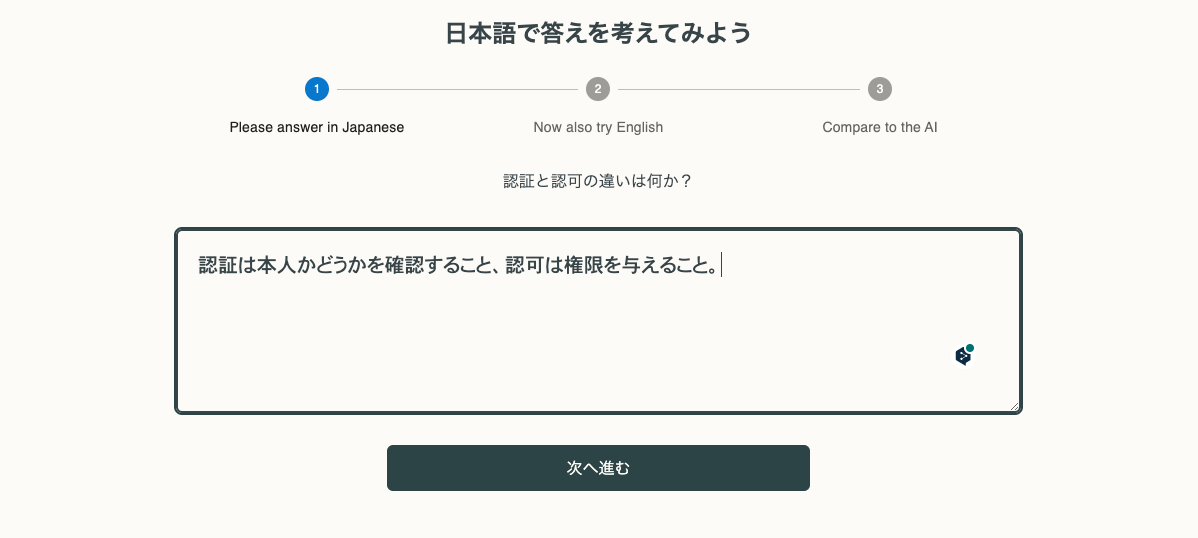 日本語で答えを考えてみよう
1
2
3
Please answer in Japanese
Now also try English
Compare to the AI
認証と認可の違いは何か？
認証は本人かどうかを確認すること、認可は権限を与えること。
次へ進む